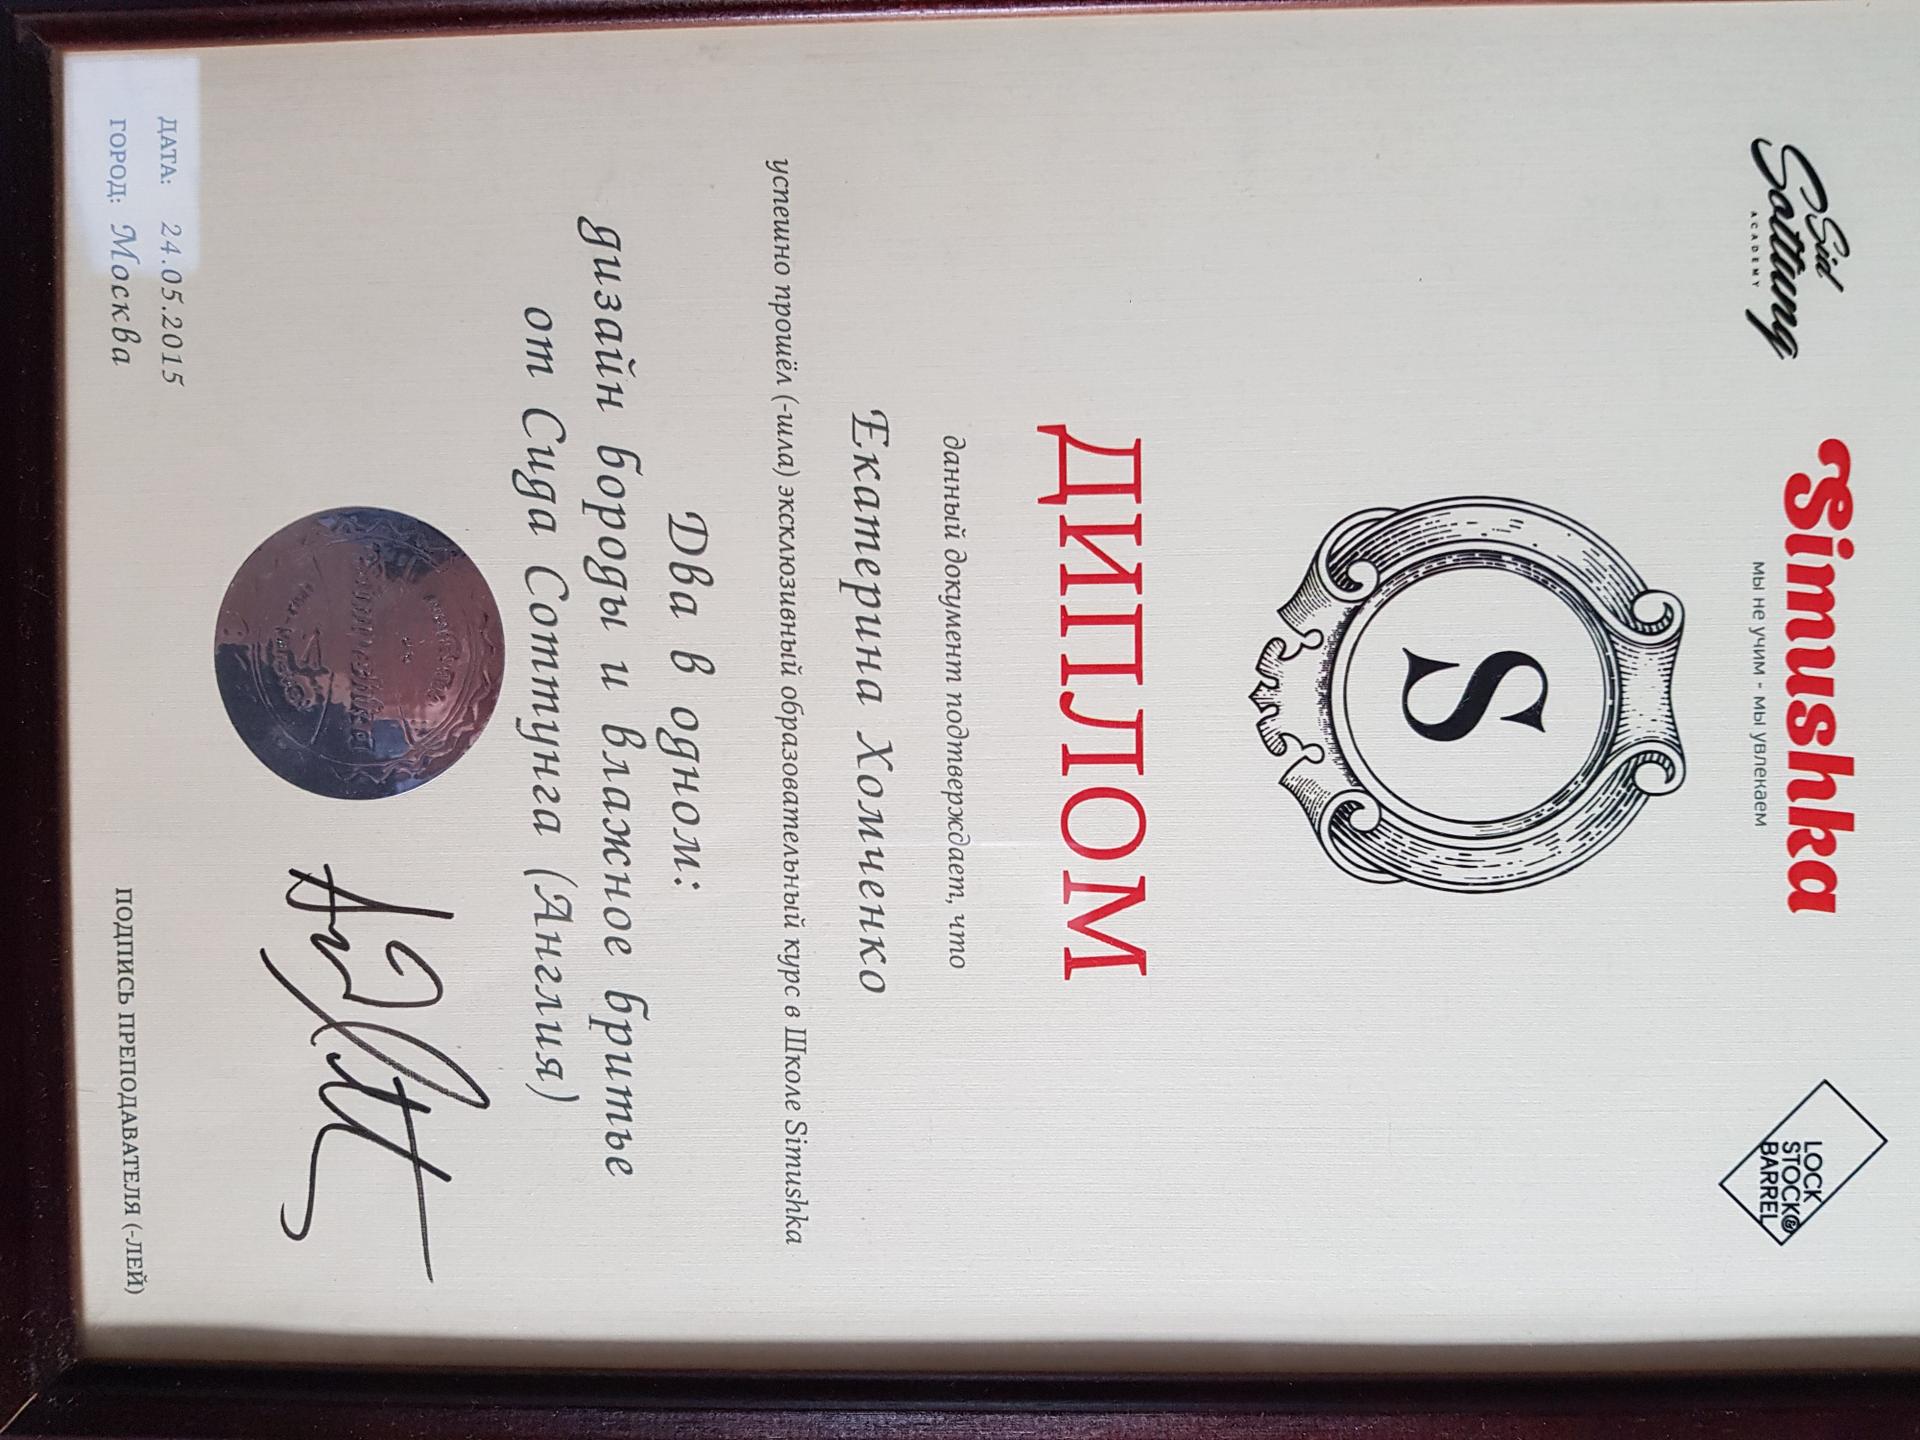 Sid
Sottung
ACADEMY
Simushka
мы не учим - мы увлекаем
LOCK
STOCK&
BARREL
S
ДИПЛОМ
данный документ подтверждает, что
Екатерина Хомченко
успешно прошёл (-шла) эксклюзивный образовательный курс в Школе Simushka
Два в одном:
дизайн бороды и влажное бритье
от Сида Соттунга (Англия)
Simushka
ДАТА: 24.05.2015
ГОРОД: Москва
ПОДПИСЬ ПРЕПОДАВАТЕЛЯ (-ЛЕЙ)